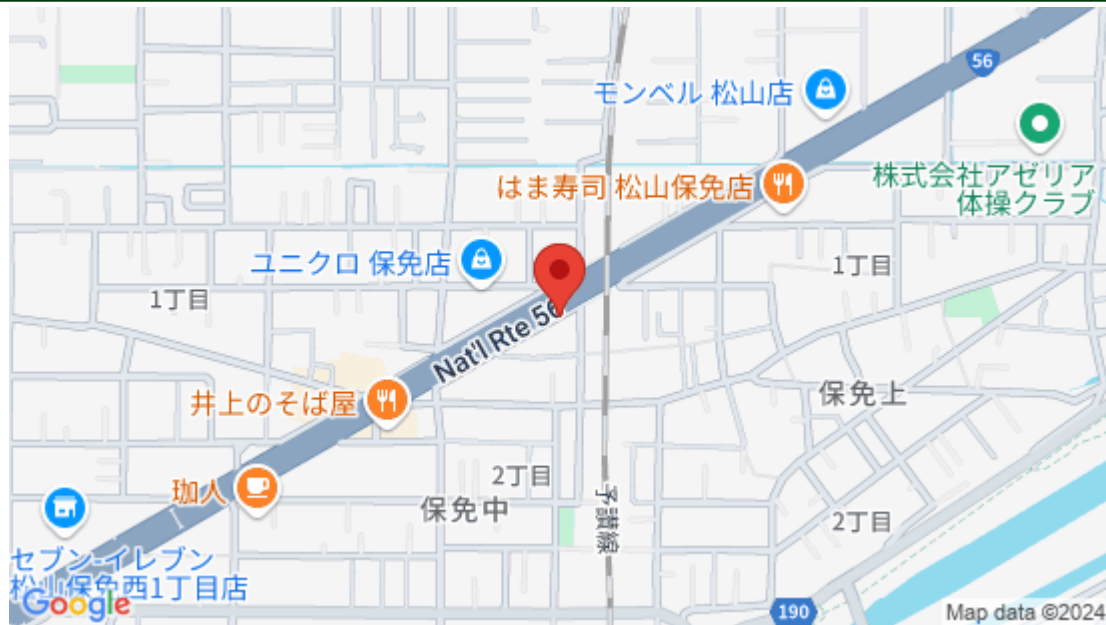 56
モンベル 松山店
株式会社アゼリア
体操クラブ
はま寿司 松山保免店
ユニクロ 保免店
1丁目
1丁目
Nat'l Rte 56
井上のそば屋
保免上
2丁目
珈人
保免中
予讃線
2丁目
セブン-イレブン
松山保免西1丁目店
Google
190
Map data ©2024